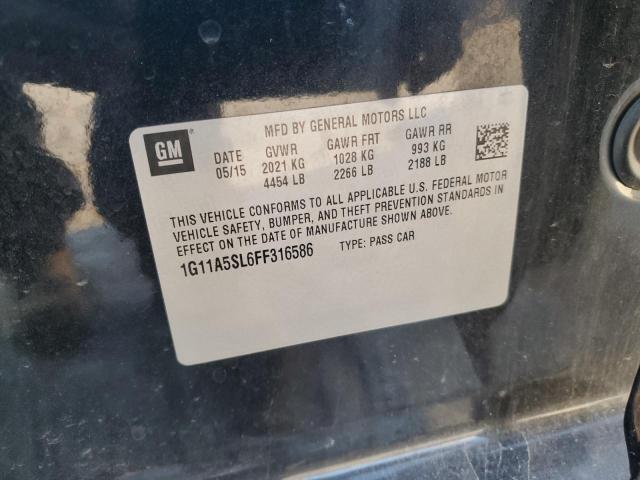 MFD BY GENERAL MOTORS LLC
GM
DATE GVWR GAWR FRT GAWR RR
05/15 2021 KG 1028 KG 993 KG
4454 LB 2266 LB 2188 LB
THIS VEHICLE CONFORMS TO ALL APPLICABLE U.S. FEDERAL MOTOR
VEHICLE SAFETY, BUMPER, AND THEFT PREVENTION STANDARDS IN
EFFECT ON THE DATE OF MANUFACTURE SHOWN ABOVE.
1G11A5SL6FF316586 TYPE: PASS CAR